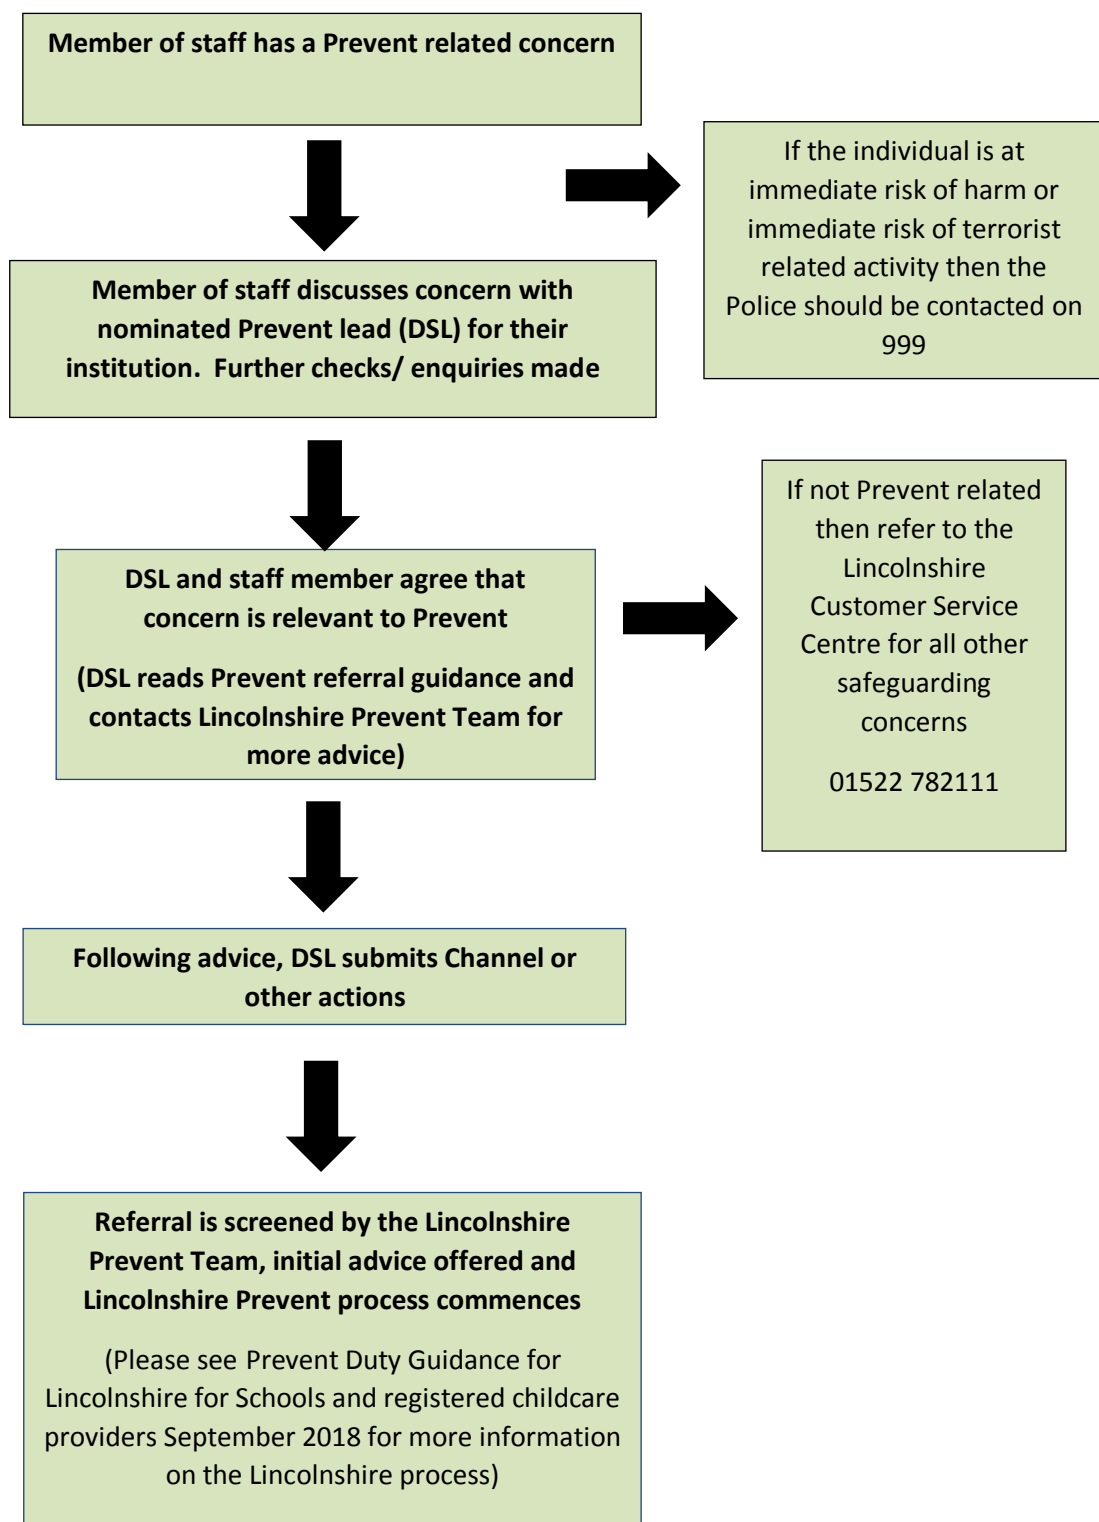 Member of staff has a Prevent related concern
If the individual is at
immediate risk of harm or
immediate risk of terrorist
related activity then the
Police should be contacted on
999
Member of staff discusses concern with
nominated Prevent lead (DSL) for their
institution.  Further checks/ enquiries made
If not Prevent related
then refer to the
Lincolnshire
Customer Service
Centre for all other
safeguarding
concerns
01522 782111
DSL and staff member agree that
concern is relevant to Prevent
(DSL reads Prevent referral guidance and
contacts Lincolnshire Prevent Team for
more advice)
Following advice, DSL submits Channel or
other actions
Referral is screened by the Lincolnshire
Prevent Team, initial advice offered and
Lincolnshire Prevent process commences
(Please see Prevent Duty Guidance for
Lincolnshire for Schools and registered childcare
providers September 2018 for more information
on the Lincolnshire process)